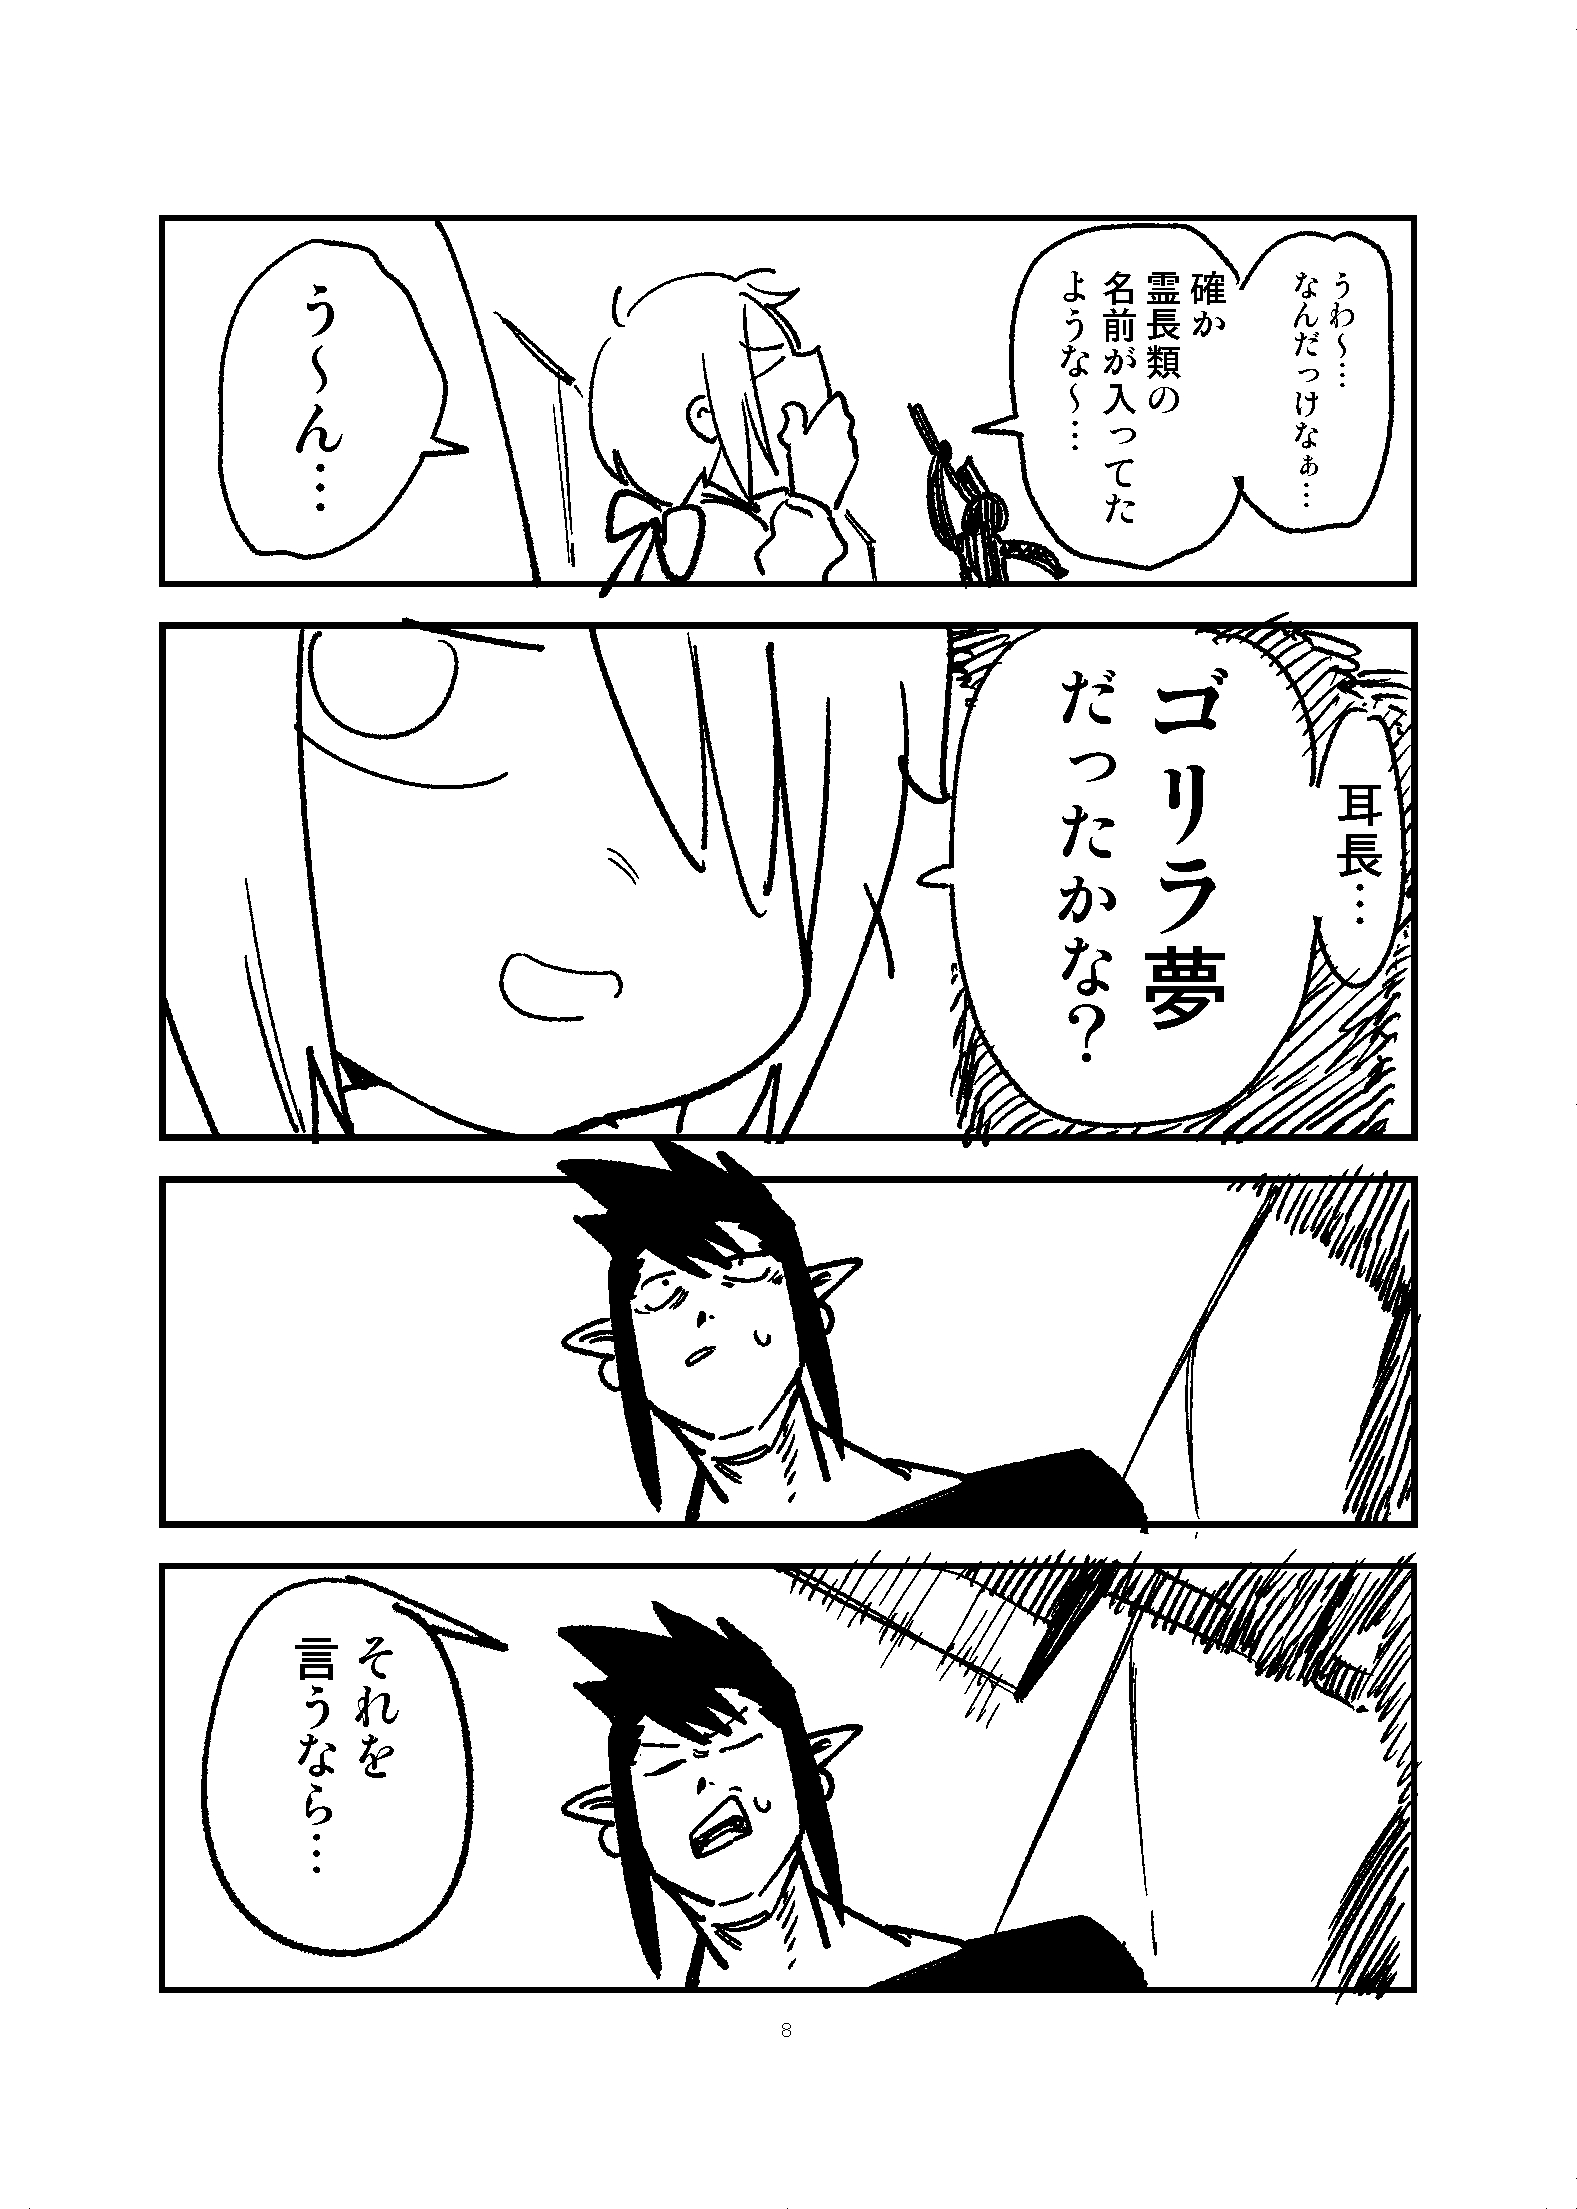 うわ～…
なんだっけなぁ…
確か
霊長類の
名前が入ってた
ような～…
う～ん…
耳長…
ゴリラ夢
だったかな?
それを
言うなら…
8